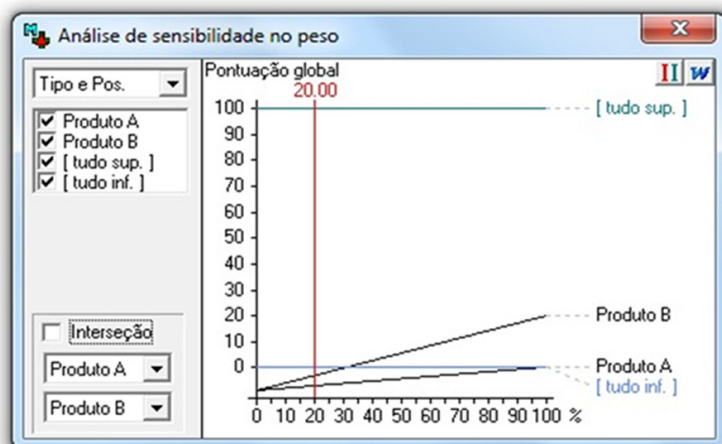 Análise de sensibilidade no peso
Tipo e Pos.
Produto A
Produto B
[ tudo sup. ]
[ tudo inf. ]
Interseção
Produto A
Produto B
Pontuação global
20.00
100
90
80
70
60
50
40
30
20
10
0
0 10 20 30 40 50 60 70 80 90 100 %
[ tudo sup. ]
Produto B
Produto A
[ tudo inf. ]